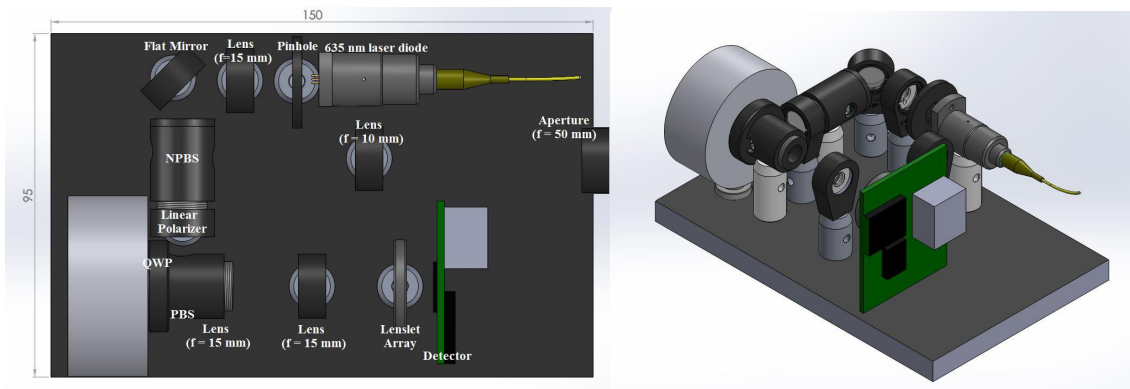 150
95
Flat Mirror
Lens
(f=15 mm)
Pinhole
635 nm laser diode
Lens
(f = 10 mm)
Aperture
(f = 50 mm)
NPBS
Linear
Polarizer
QWP
PBS
Lens
(f = 15 mm)
Lens
(f = 15 mm)
Lenslet
Array
Detector